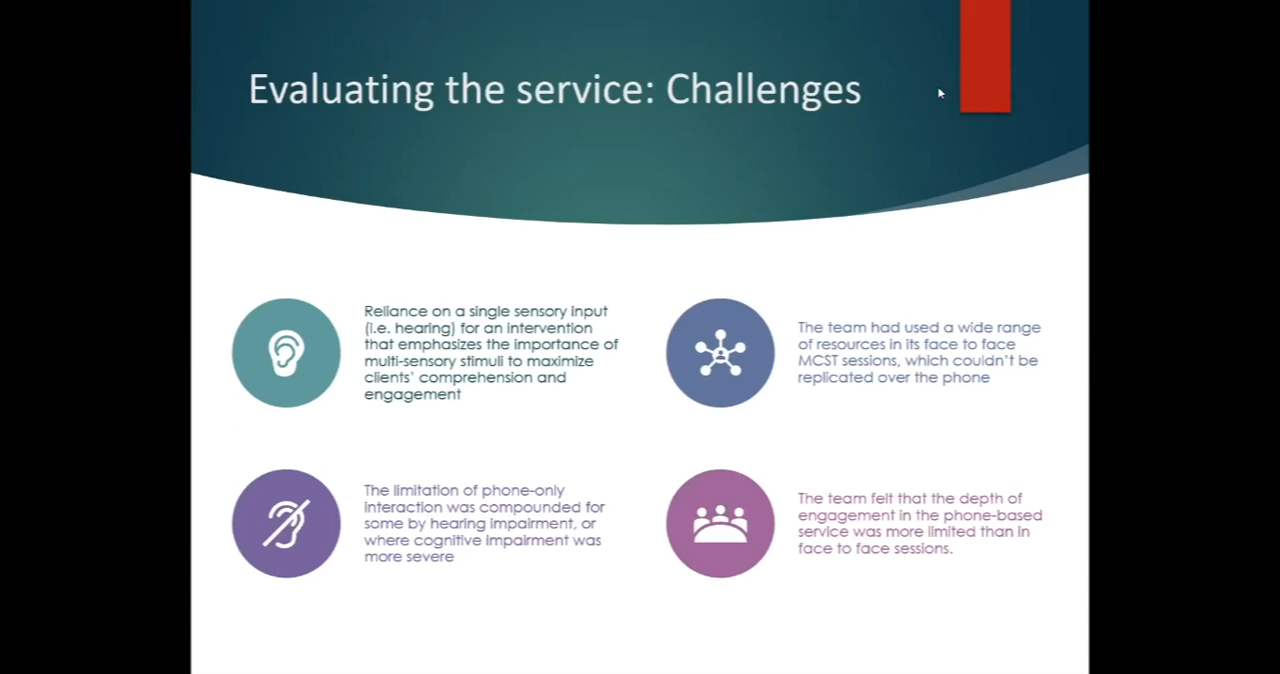 Evaluating the service: Challenges
Reliance on a single sensory input
(i.e. hearing) for an intervention
that emphasizes the importance of
multi-sensory stimuli to maximize
clients' comprehension and
engagement
The team had used a wide range
of resources in its face to face
MCST sessions, which couldn't be
replicated over the phone
The limitation of phone-only
interaction was compounded for
some by hearing impairment, or
where cognitive impairment was
more severe
The team felt that the depth of
engagement in the phone-based
service was more limited than in
face to face sessions.